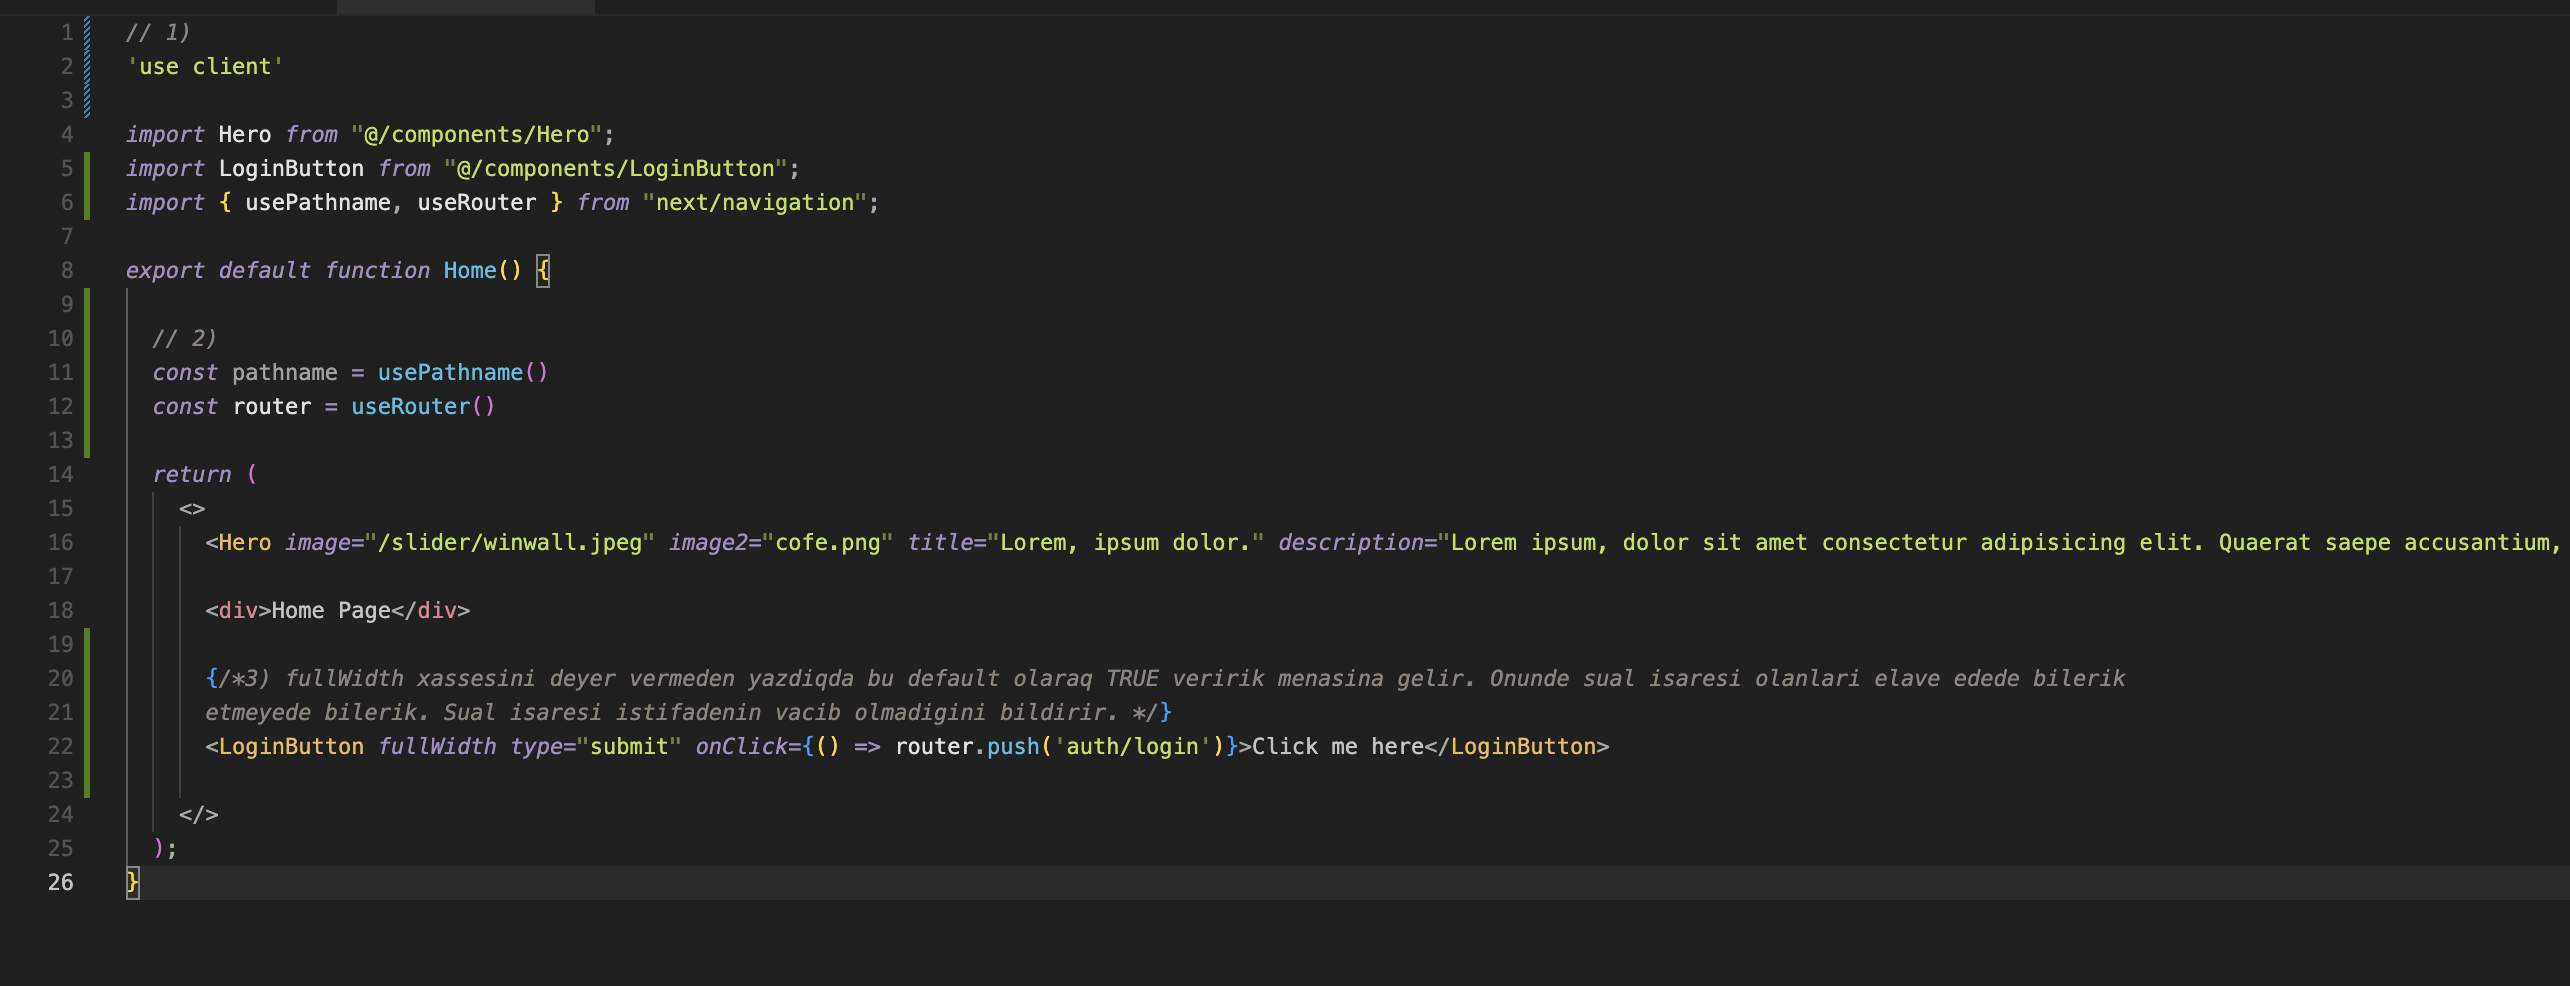 1 // 1)
2 'use client'
3
4 import Hero from "@/components/Hero";
5 import LoginButton from "@/components/LoginButton";
6 import { usePathname, useRouter } from "next/navigation";
7
8 export default function Home() {
9
10 // 2)
11 const pathname = usePathname()
12 const router = useRouter()
13
14 return (
15 <>
16 <Hero image="/slider/winwall.jpeg" image2="cofe.png" title="Lorem, ipsum dolor." description="Lorem ipsum, dolor sit amet consectetur adipisicing elit. Quaerat saepe accusantium,
17
18 <div>Home Page</div>
19
20 {/*3) fullWidth xassesini deyer vermeden yazdiqda bu default olaraq TRUE veririk menasina gelir. Onunde sual isaresi olanlari elave edede bilerik
21 etmeyede bilerik. Sual isaresi istifadenin vacib olmadigini bildirir. */}
22 <LoginButton fullWidth type="submit" onClick={() => router.push('auth/login')}>Click me here</LoginButton>
23
24 </>
25 );
26 }